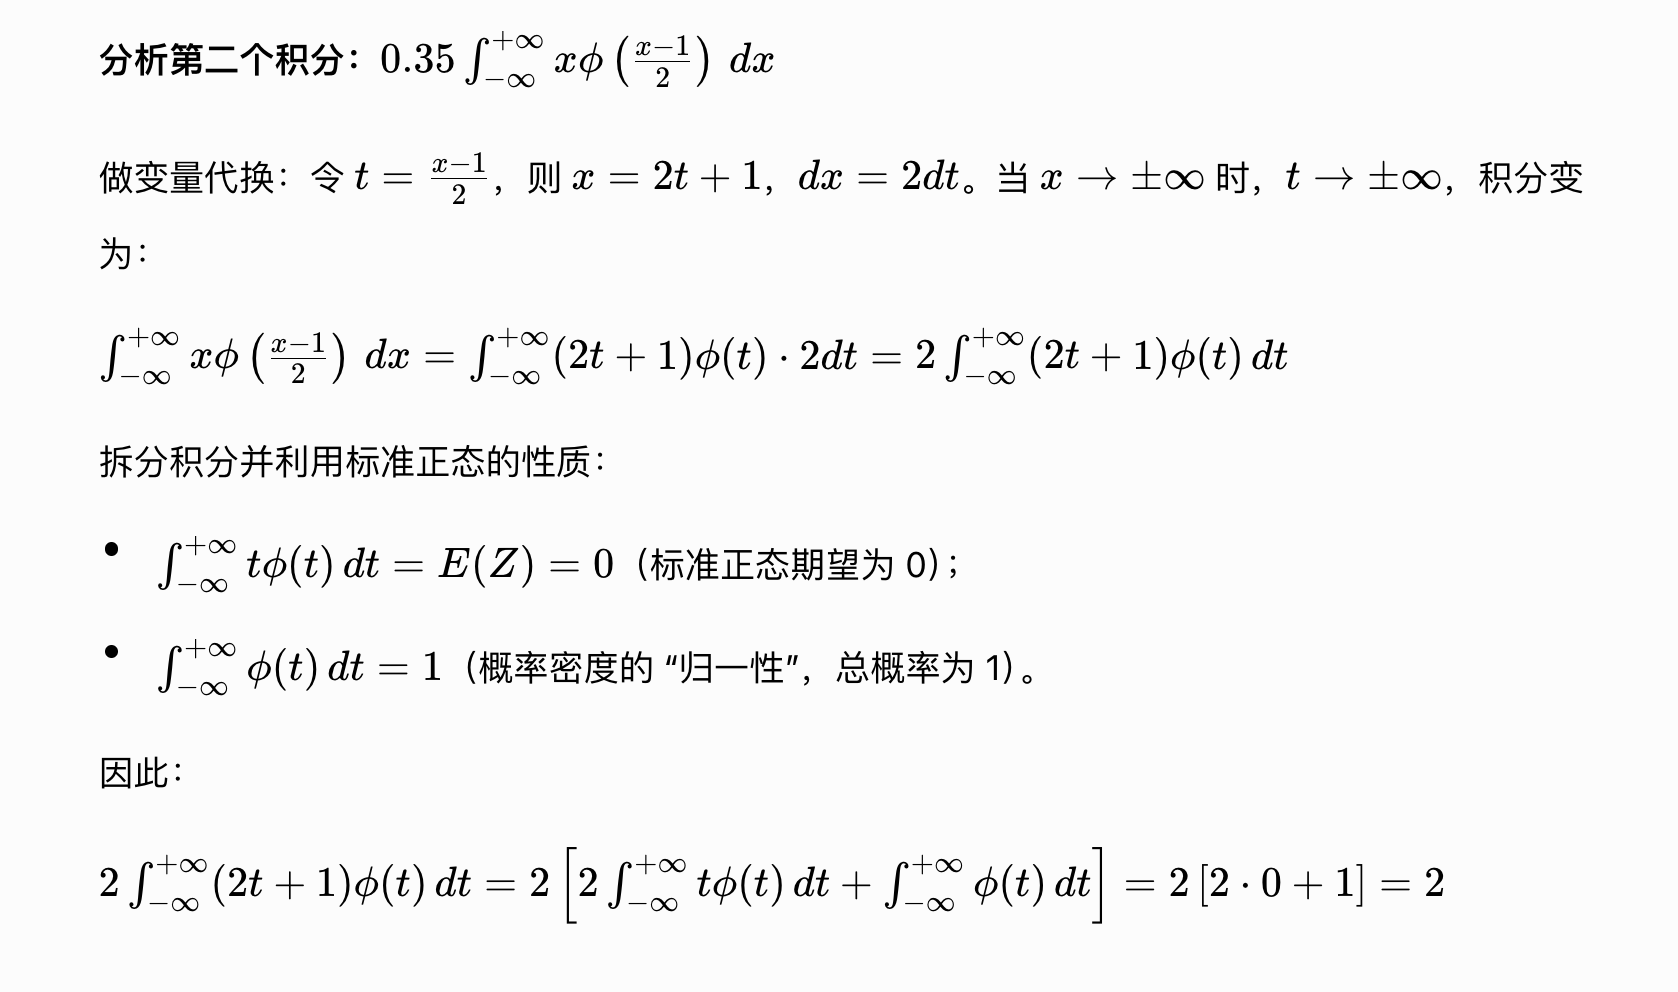 分析第二个积分：$0.35\int_{-\infty}^{+\infty} x\phi\left(\frac{x-1}{2}\right) dx$
做变量代换：令 $t=\frac{x-1}{2}$，则 $x=2t+1$，$dx=2dt$。当 $x\to\pm\infty$ 时，$t\to\pm\infty$，积分变
为：
$\int_{-\infty}^{+\infty} x\phi\left(\frac{x-1}{2}\right) dx=\int_{-\infty}^{+\infty}(2t+1)\phi(t)\cdot 2dt=2\int_{-\infty}^{+\infty}(2t+1)\phi(t)\,dt$
拆分积分并利用标准正态的性质：
• $\int_{-\infty}^{+\infty} t\phi(t)\,dt=E(Z)=0$（标准正态期望为 0）；
• $\int_{-\infty}^{+\infty}\phi(t)\,dt=1$（概率密度的 “归一性”，总概率为 1）。
因此：
$2\int_{-\infty}^{+\infty}(2t+1)\phi(t)\,dt=2\left[2\int_{-\infty}^{+\infty} t\phi(t)\,dt+\int_{-\infty}^{+\infty}\phi(t)\,dt\right]=2[2\cdot 0+1]=2$